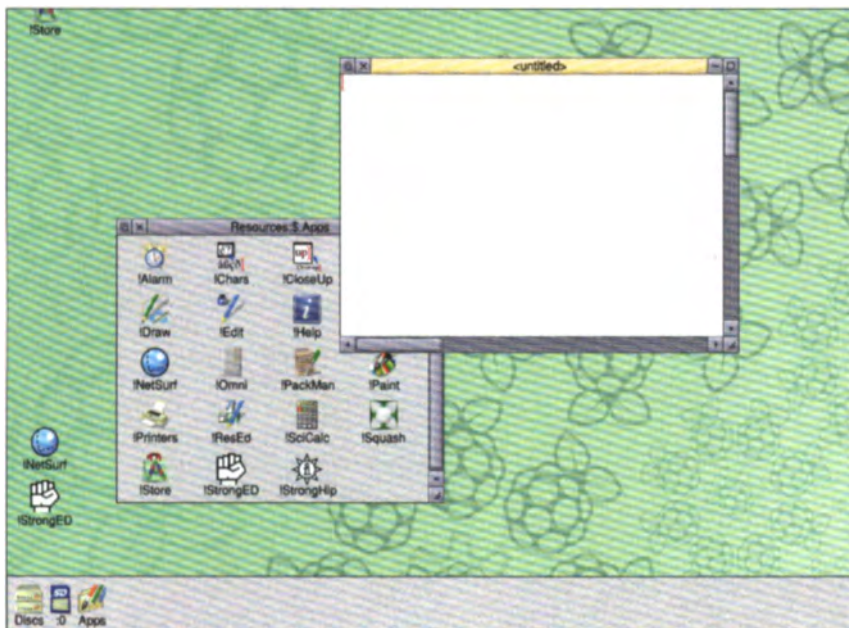 !Store
<untitled>
Resources:$ Apps
!Alarm !Chars !CloseUp
!Draw !Edit !Help
!NetSurf !Omni !PackMan !Paint
!Printers !ResEd !SciCalc !Squash
!Store !StrongED !StrongHlp
!NetSurf
!StrongED
Discs :0 Apps